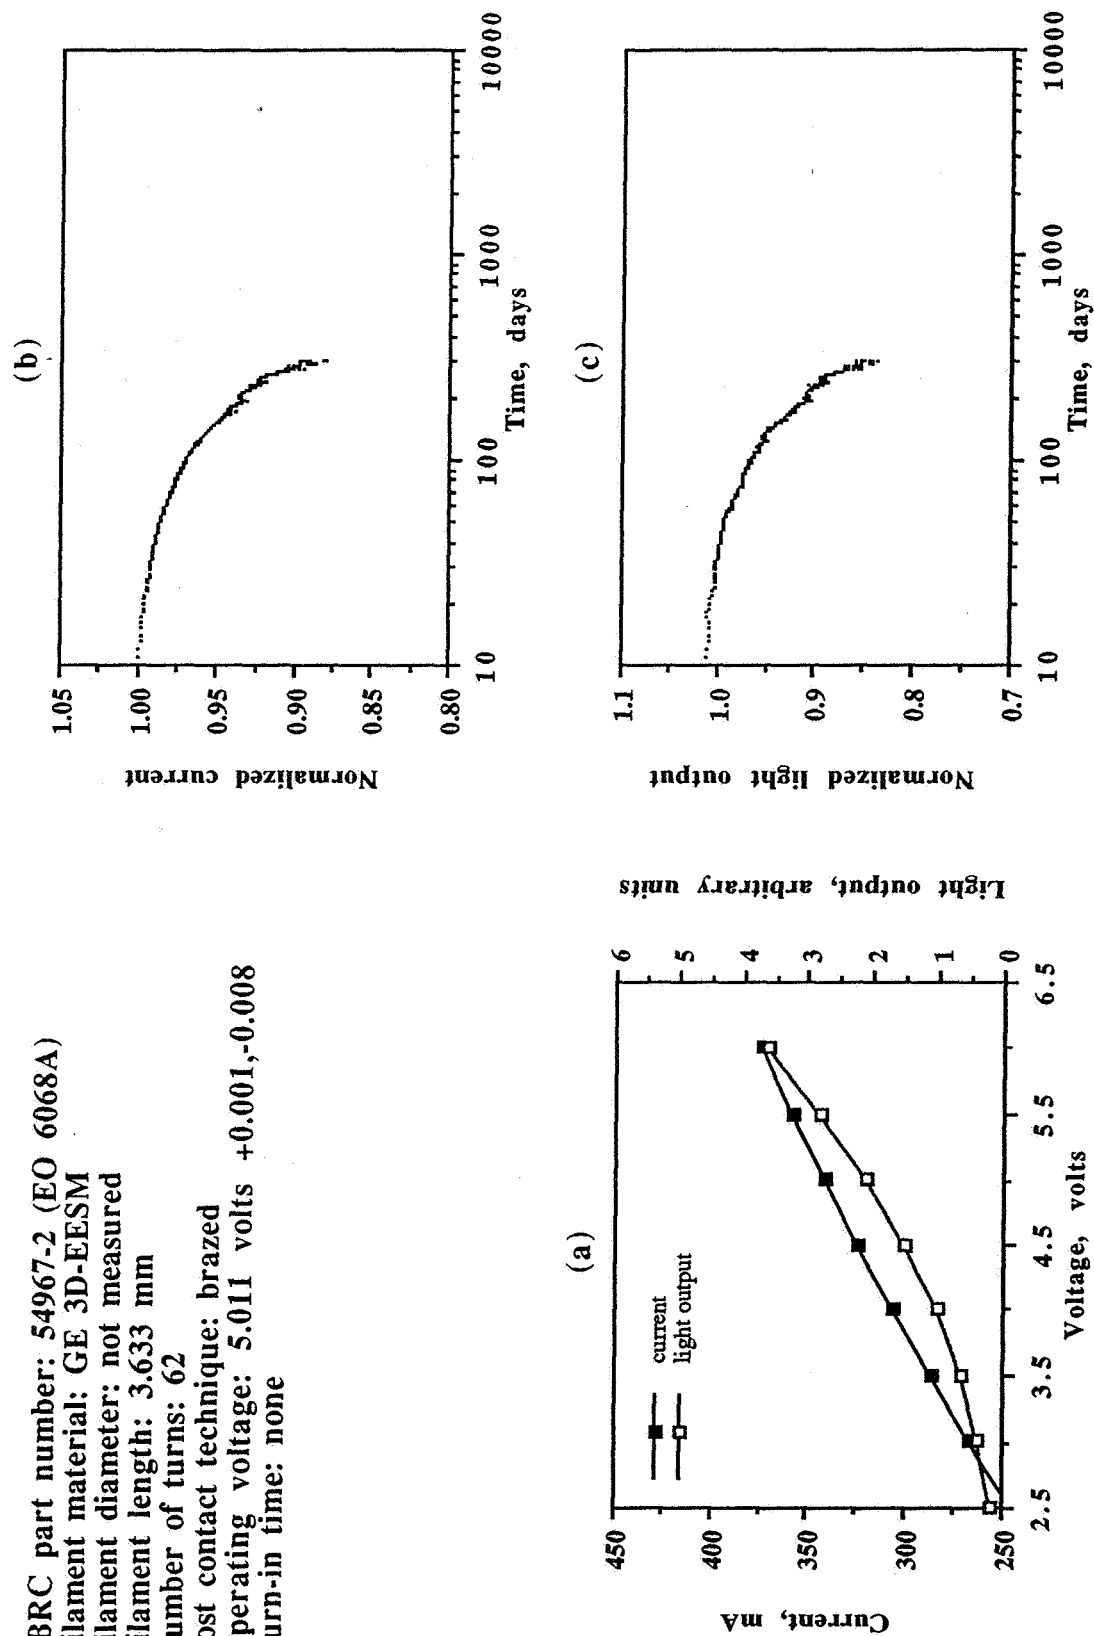 BRC part number: 54967-2 (EO 6068A)
ilament material: GE 3D-EESM
ilament diameter: not measured
ilament length: 3.633 mm
umber of turns: 62
ost contact technique: brazed
perating voltage: 5.011 volts +0.001,-0.008
urn-in time: none
(b)
Normalized current
1.05
1.00
0.95
0.90
0.85
0.80
10
100
1000
10000
Time, days
(a)
current
light output
Current, mA
450
400
350
300
250
2.5
3.5
4.5
5.5
6.5
Voltage, volts
6
5
4
3
2
1
0
Light output, arbitrary units
(c)
Normalized light output
1.1
1.0
0.9
0.8
0.7
10
100
1000
10000
Time, days